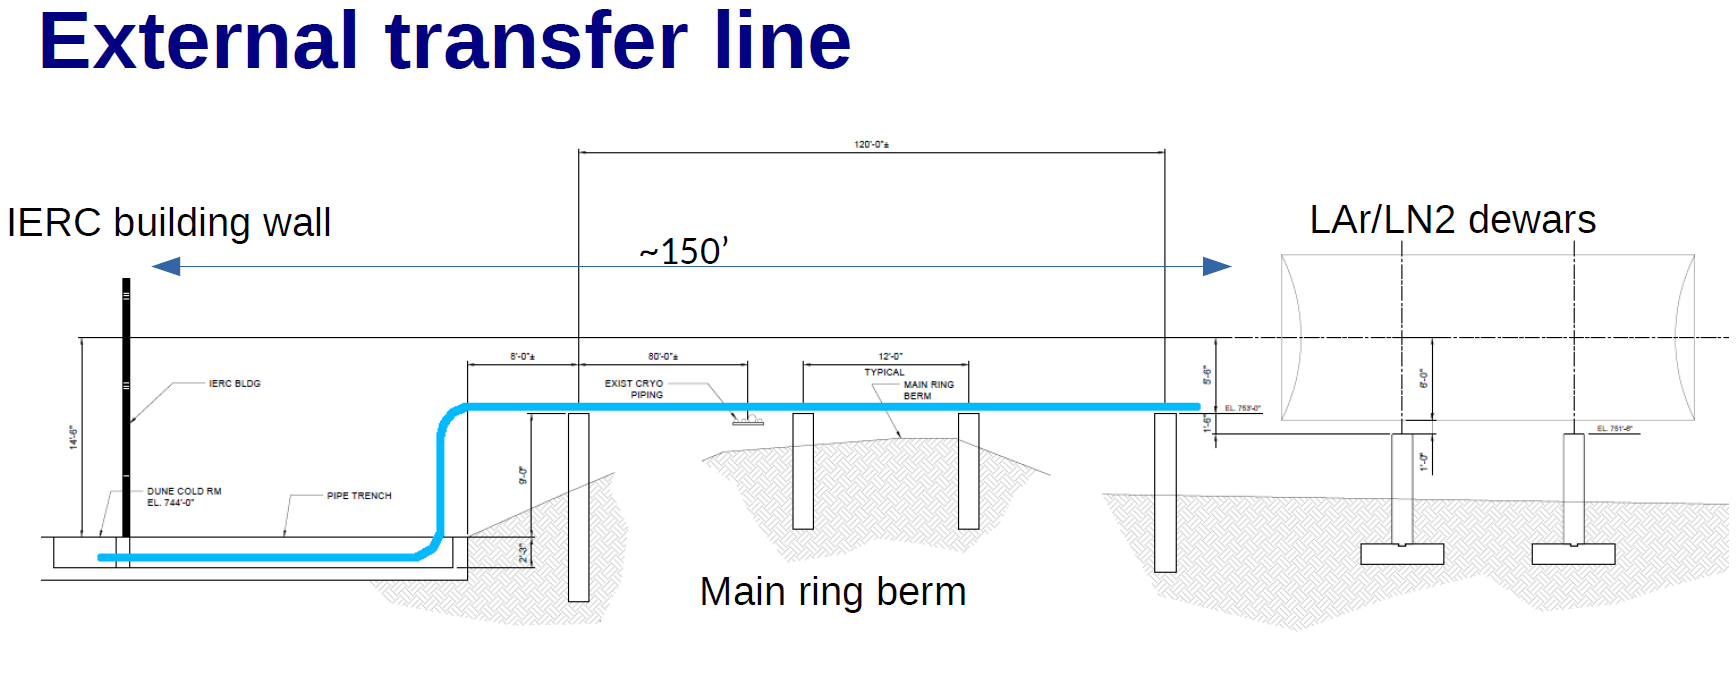 External transfer line
120'-0"±
IERC building wall
~150’
LAr/LN2 dewars
6'-0"±
80'-0"±
12'-0"
TYPICAL
IERC BLDG
EXIST CRYO
PIPING
MAIN RING
BERM
5'-6"
6'-0"
EL. 753'-0"
1'-6"
EL. 751'-6"
14'-6"
9'-0"
1'-0"
DUNE COLD RM
EL. 744'-0"
PIPE TRENCH
2'-3"
Main ring berm